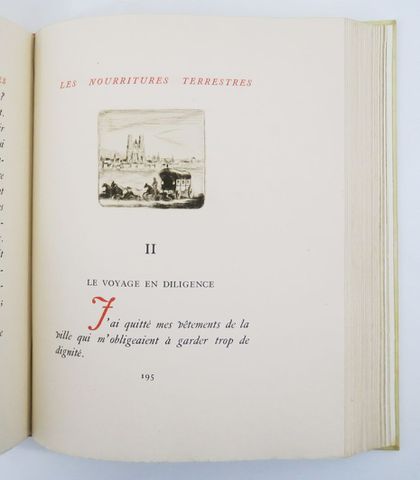 LES NOURRITURES TERRESTRES
II
LE VOYAGE EN DILIGENCE
J'ai quitté mes vêtements de la
ville qui m'obligeaient à garder trop de
dignité.
195